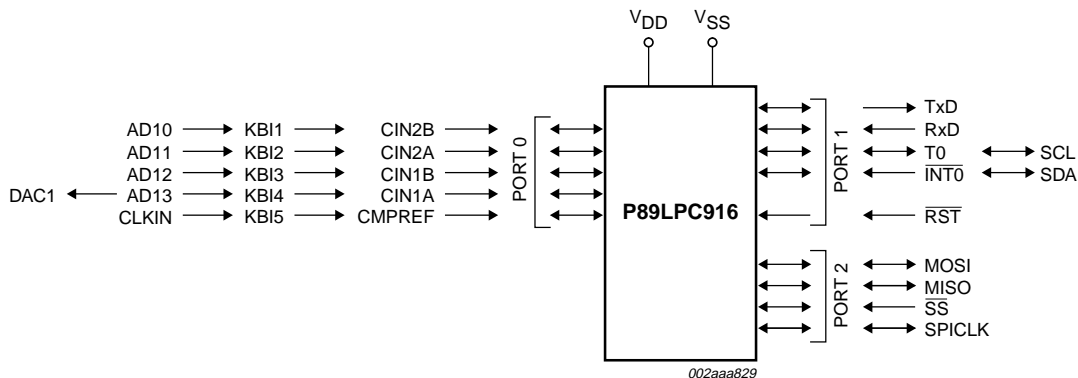 VDD VSS
TxD
AD10 KBI1 CIN2B RxD
AD11 KBI2 CIN2A T0 SCL
AD12 KBI3 CIN1B INT0 SDA
DAC1 AD13 KBI4 CIN1A
CLKIN KBI5 CMPREF RST
PORT 0
P89LPC916
PORT 1
MOSI
MISO
SS
SPICLK
PORT 2
002aaa829